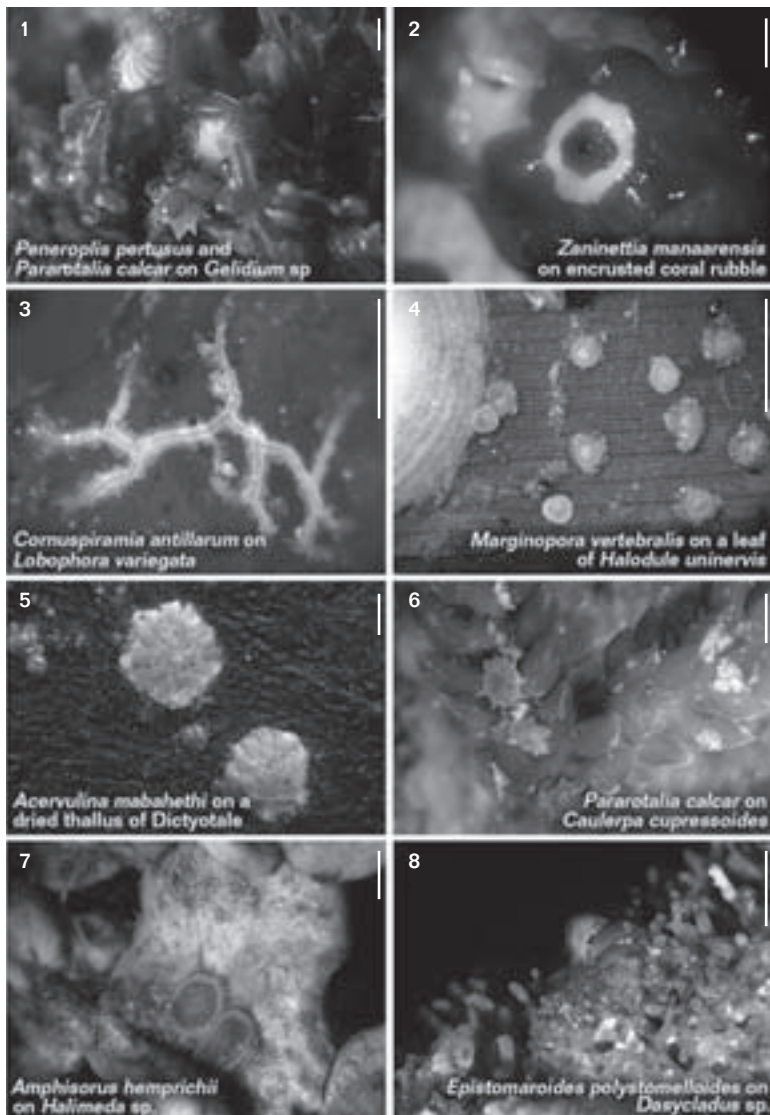 1
Peneroplis pertusus and
Pararotalia calcar on Gelidium sp
2
Zaninettia manaarensis
on encrusted coral rubble
3
Cornuspiramia antillarum on
Lobophora variegata
4
Marginopora vertebralis on a leaf
of Halodule uninervis
5
Acervulina mabahethi on a
dried thallus of Dictyotale
6
Pararotalia calcar on
Caulerpa cupressoides
7
Amphisorus hemprichii
on Halimeda sp.
8
Epistomaroides polystomelloides on
Dasycladus sp.